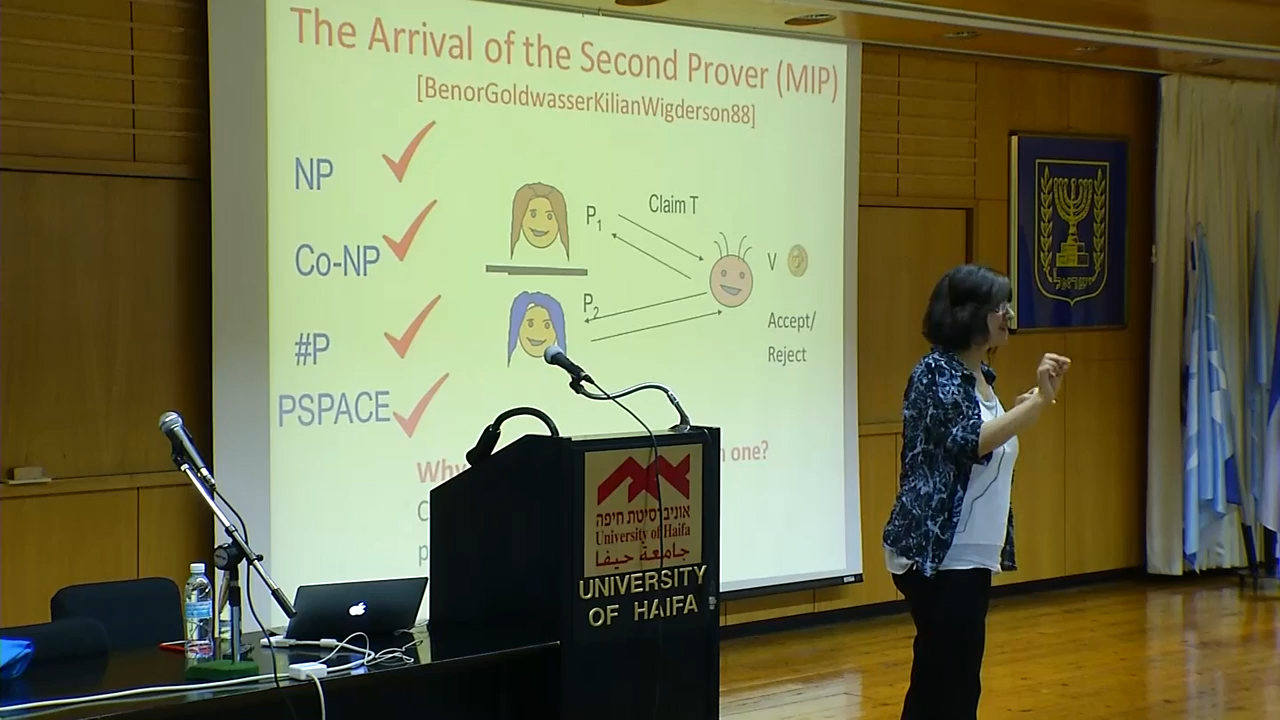 The Arrival of the Second Prover (MIP)
[BenorGoldwasserKilianWigderson88]
NP
Co-NP
#P
PSPACE
Claim T
P1
P2
V
Accept/
Reject
Why
one?
אוניברסיטת חיפה
University of Haifa
جامعة حيفا
UNIVERSITY
OF HAIFA
ישראל